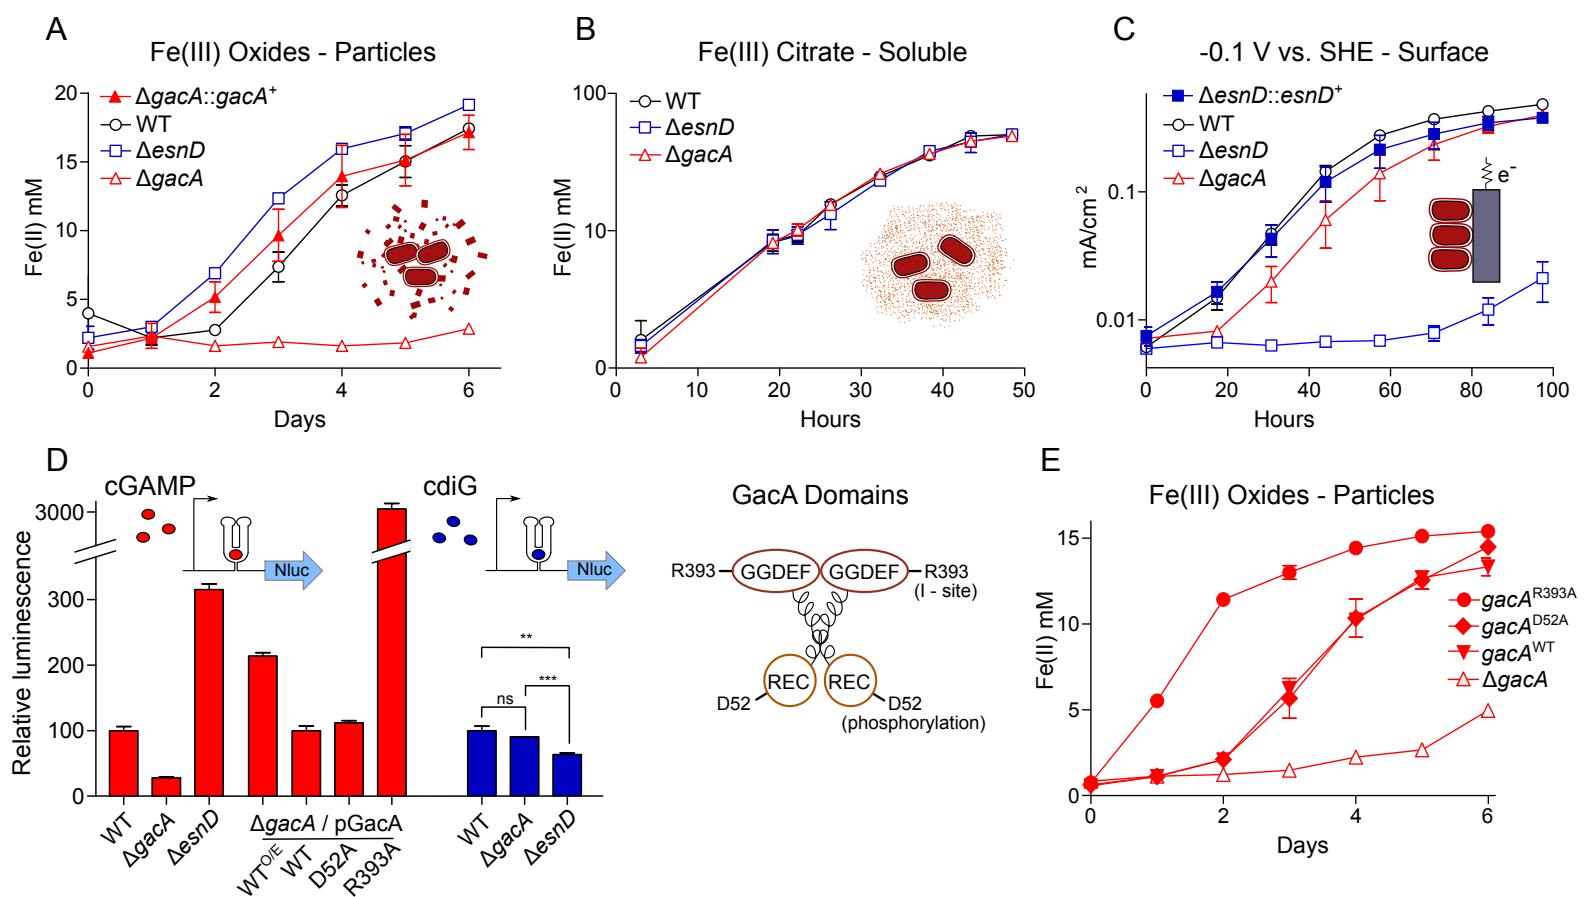 A
Fe(III) Oxides - Particles
ΔgacA::gacA+
WT
ΔesnD
ΔgacA
Fe(II) mM
20
15
10
5
0
0 2 4 6
Days
B
Fe(III) Citrate - Soluble
WT
ΔesnD
ΔgacA
Fe(II) mM
100
10
0
0 10 20 30 40 50
Hours
C
-0.1 V vs. SHE - Surface
ΔesnD::esnD+
WT
ΔesnD
ΔgacA
e-
mA/cm2
0.1
0.01
0 20 40 60 80 100
Hours
D
cGAMP
Nluc
cdiG
Nluc
Relative luminescence
3000
300
200
100
0
**
***
ns
WT
ΔgacA
ΔesnD
ΔgacA / pGacA
WTO/E
WT
D52A
R393A
WT
ΔgacA
ΔesnD
GacA Domains
R393 GGDEF GGDEF R393
(I - site)
REC REC
D52 D52
(phosphorylation)
E
Fe(III) Oxides - Particles
Fe(II) mM
15
10
5
0
gacAR393A
gacAD52A
gacAWT
ΔgacA
0 2 4 6
Days